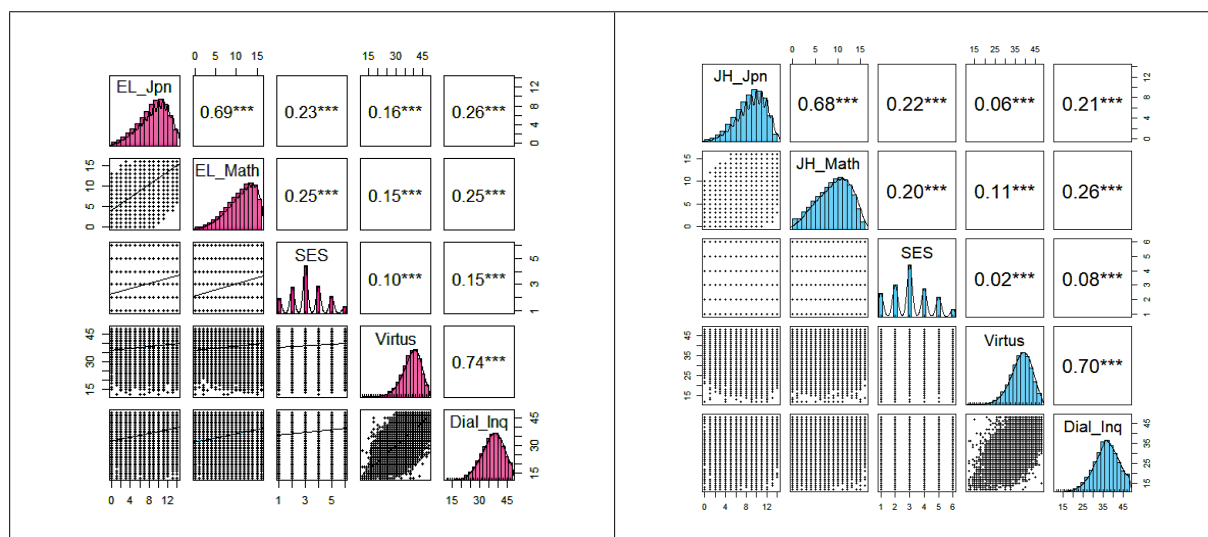 0 5 10 15
15 25 35 45
EL_Jpn
0.69***
0.23***
0.16***
0.26***
0 4 8 12
0 5 10 15
EL_Math
0.25***
0.15***
0.25***
SES
0.10***
0.15***
1 3 5
15 30 45
Virtus
0.74***
15 30 45
Dial_Inq
15 30 45
0 4 8 12
1 3 5
15 30 45
0 5 10 15
15 25 35 45
JH_Jpn
0.68***
0.22***
0.06***
0.21***
0 4 8 12
0 5 10 15
JH_Math
0.20***
0.11***
0.26***
SES
0.02***
0.08***
1 2 3 4 5 6
15 25 35 45
Virtus
0.70***
Dial_Inq
15 25 35 45
0 4 8 12
1 2 3 4 5 6
15 25 35 45